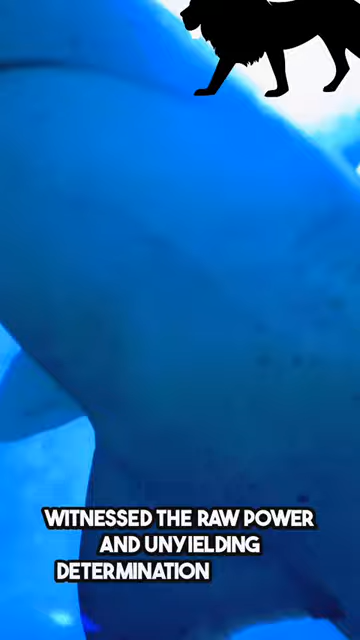 WITNESSED THE RAW POWER
AND UNYIELDING
DETERMINATION